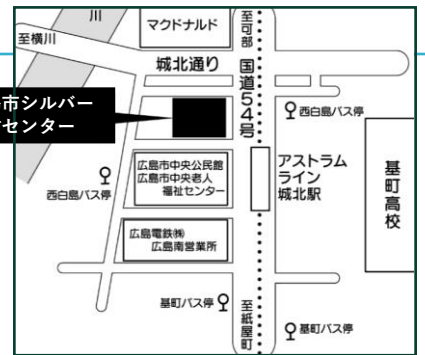 川
マクドナルド
至可部
至横川
城北通り
国道54号
市シルバー
センター
西白島バス停
広島市中央公民館
広島市中央老人
福祉センター
アストラム
ライン
城北駅
基町高校
西白島バス停
広島電鉄㈱
広島南営業所
基町バス停
至紙屋町
基町バス停